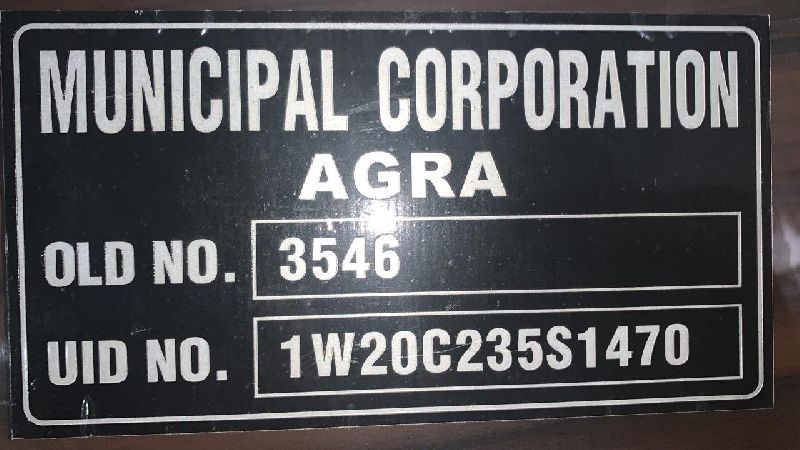 MUNICIPAL CORPORATION
AGRA
OLD NO. 3546
UID NO. 1W20C235S1470